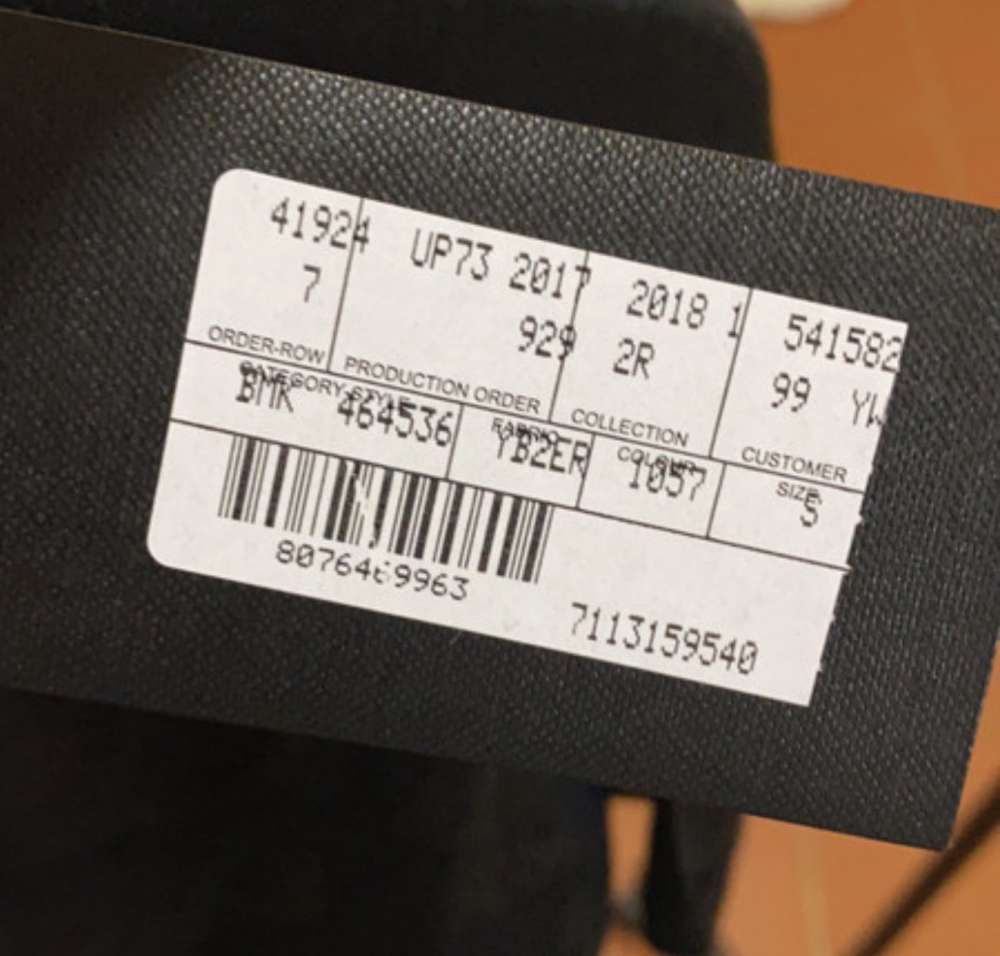 41924 UP73 2017 2018 1 541582
7 929 2R 99
ORDER-ROW PRODUCTION ORDER COLLECTION CUSTOMER
CATEGORY-STYLE FABRIC COLOUR SIZE
BMK 464536 YB2ER 1057 S
7113159540